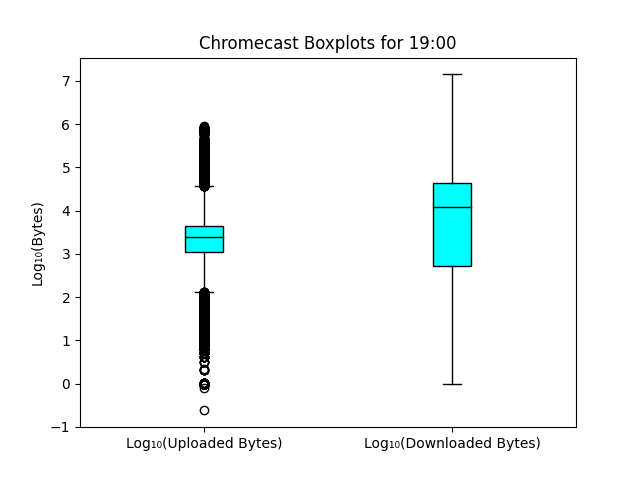 Chromecast Boxplots for 19:00
Log₁₀(Bytes)
7
6
5
4
3
2
1
0
−1
Log₁₀(Uploaded Bytes)
Log₁₀(Downloaded Bytes)